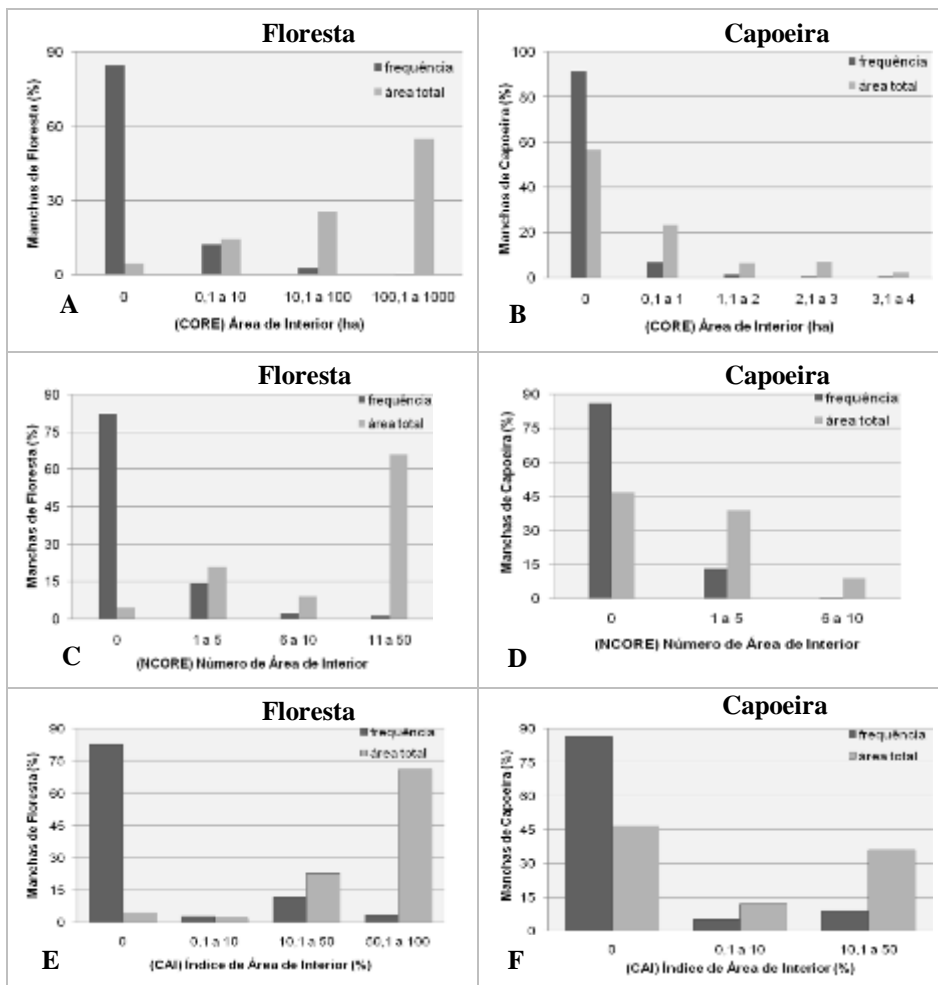 Floresta
90
60
30
0
Manchas de Floresta (%)
frequência
área total
0
0,1 a 10
10,1 a 100
100,1 a 1000
(CORE) Área de Interior (ha)
A
Capoeira
100
80
60
40
20
0
Manchas de Capoeira (%)
frequência
área total
0
0,1 a 1
1,1 a 2
2,1 a 3
3,1 a 4
(CORE) Área de Interior (ha)
B
Floresta
90
75
60
45
30
15
0
Manchas de Floresta (%)
frequência
área total
0
1 a 5
6 a 10
11 a 50
(NCORE) Número de Área de Interior
C
Capoeira
90
75
60
45
30
15
0
Manchas de Capoeira (%)
frequência
área total
0
1 a 5
6 a 10
(NCORE) Número de Área de Interior
D
Floresta
90
75
60
45
30
15
0
Manchas de Floresta (%)
frequência
área total
0
0,1 a 10
10,1 a 50
50,1 a 100
(CAI) Índice de Área de Interior (%)
E
Capoeira
90
75
60
45
30
15
0
Manchas de Capoeira (%)
frequência
área total
0
0,1 a 10
10,1 a 50
(CAI) Índice de Área de Interior (%)
F